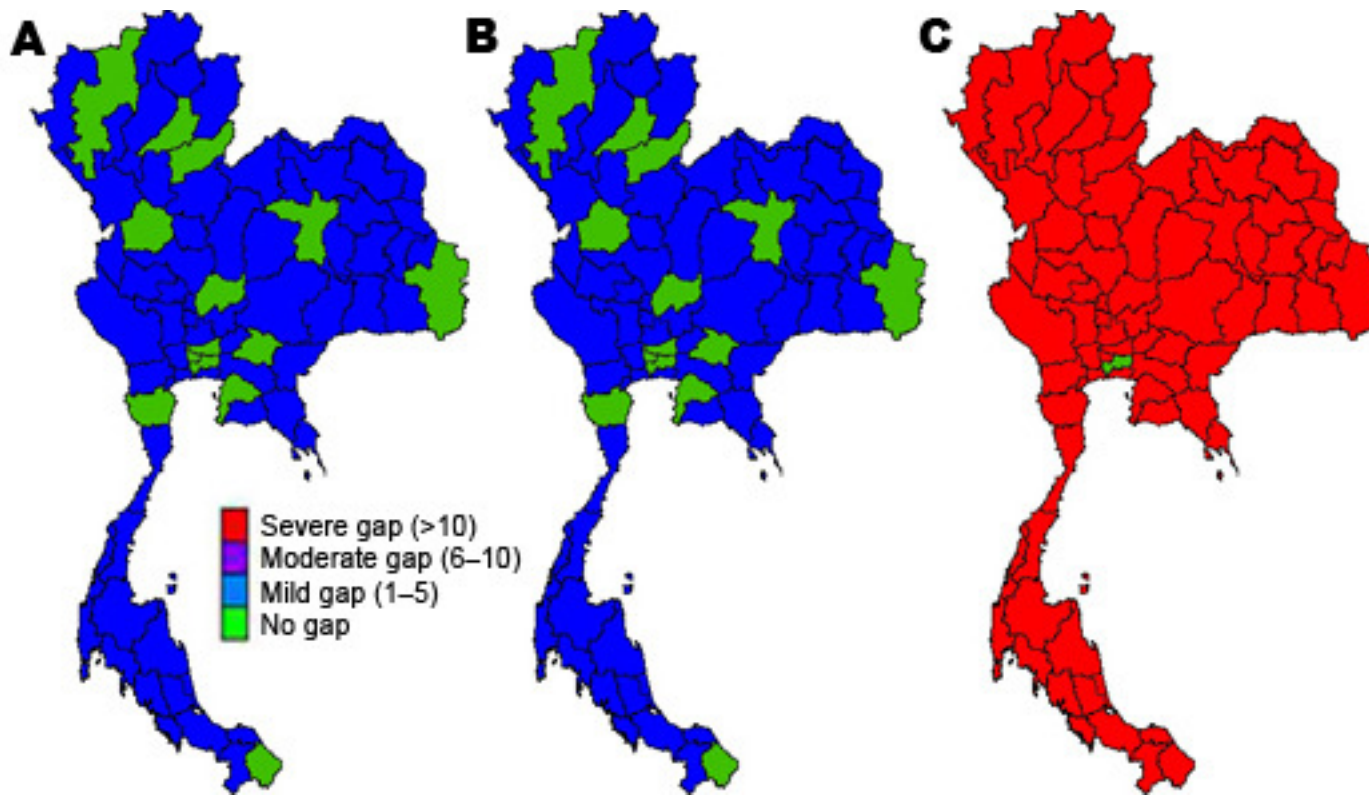 A
B
C
Severe gap (>10)
Moderate gap (6–10)
Mild gap (1–5)
No gap